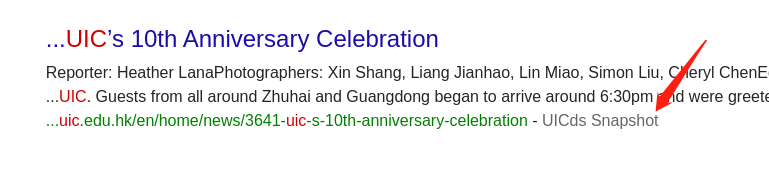 ...UIC's 10th Anniversary Celebration
Reporter: Heather LanaPhotographers: Xin Shang, Liang Jianhao, Lin Miao, Simon Liu, Cheryl ChenE
...UIC. Guests from all around Zhuhai and Guangdong began to arrive around 6:30pm and were greete
...uic.edu.hk/en/home/news/3641-uic-s-10th-anniversary-celebration - UICds Snapshot